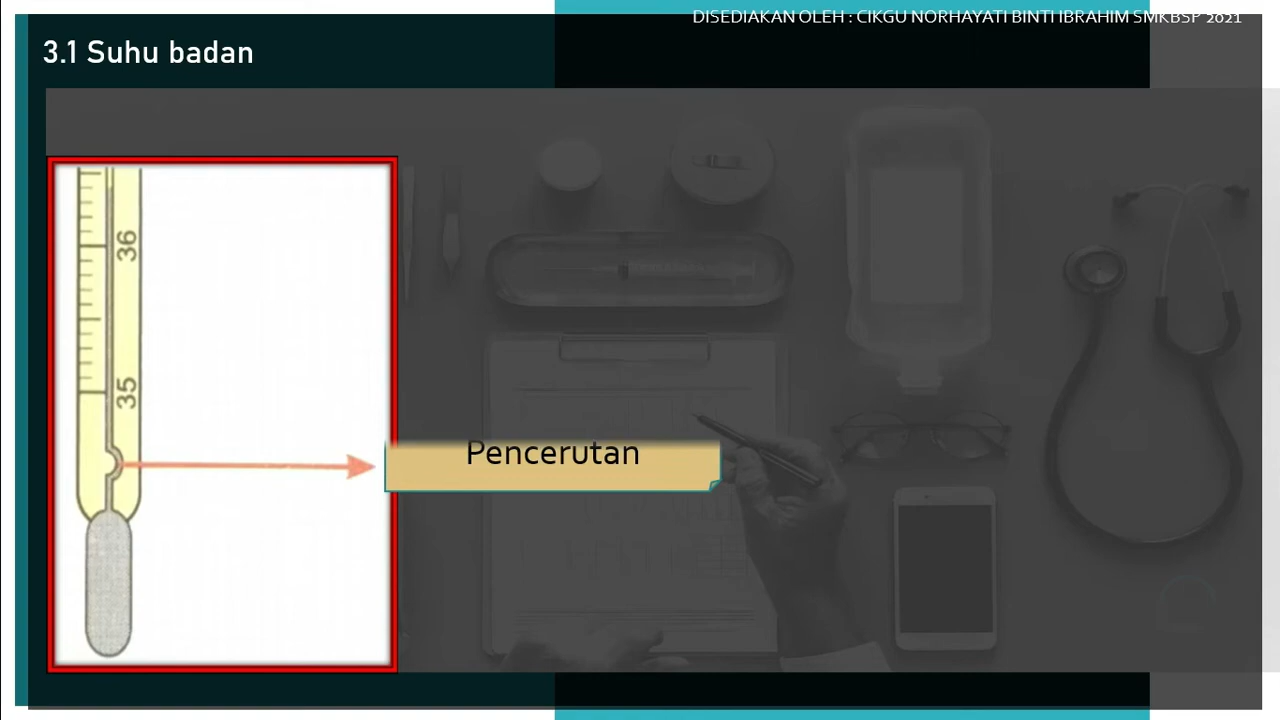 DISEDIAKAN OLEH : CIKGU NORHAYATI BINTI IBRAHIM SMKBSP 2021
3.1 Suhu badan
36
35
Pencerutan